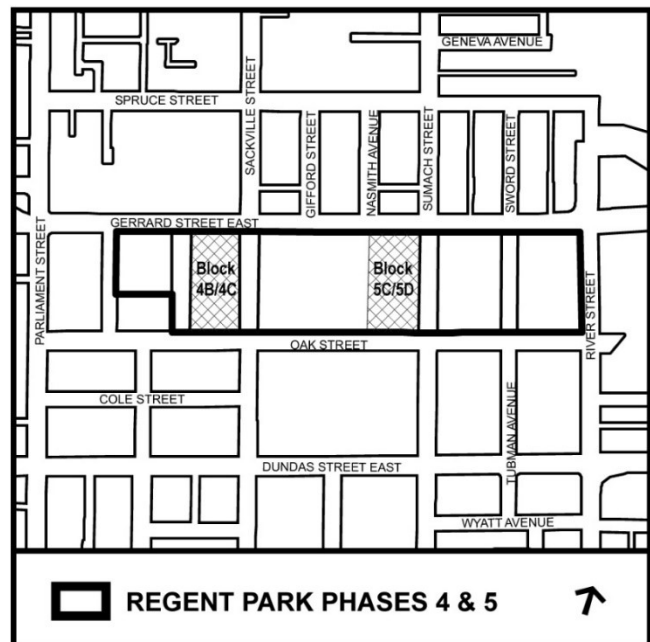 GENEVA AVENUE
SPRUCE STREET
SACKVILLE STREET
GIFFORD STREET
NASMITH AVENUE
SUMACH STREET
SWORD STREET
GERRARD STREET EAST
PARLIAMENT STREET
Block
4B/4C
Block
5C/5D
RIVER STREET
OAK STREET
COLE STREET
TUBMAN AVENUE
DUNDAS STREET EAST
WYATT AVENUE
REGENT PARK PHASES 4 & 5